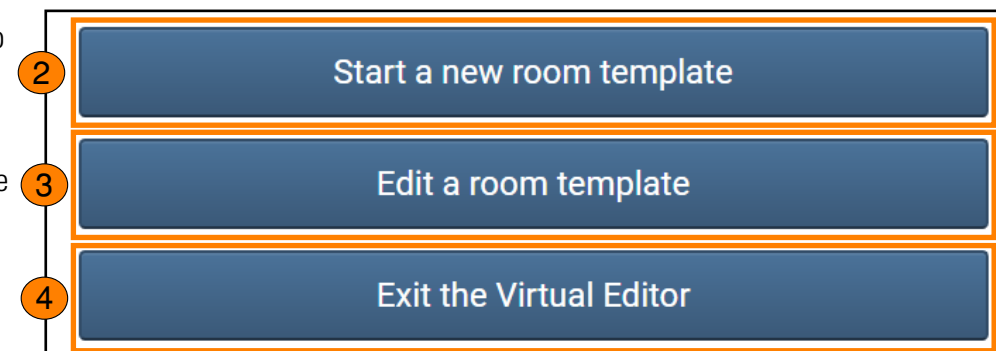 2 Start a new room template
3 Edit a room template
4 Exit the Virtual Editor